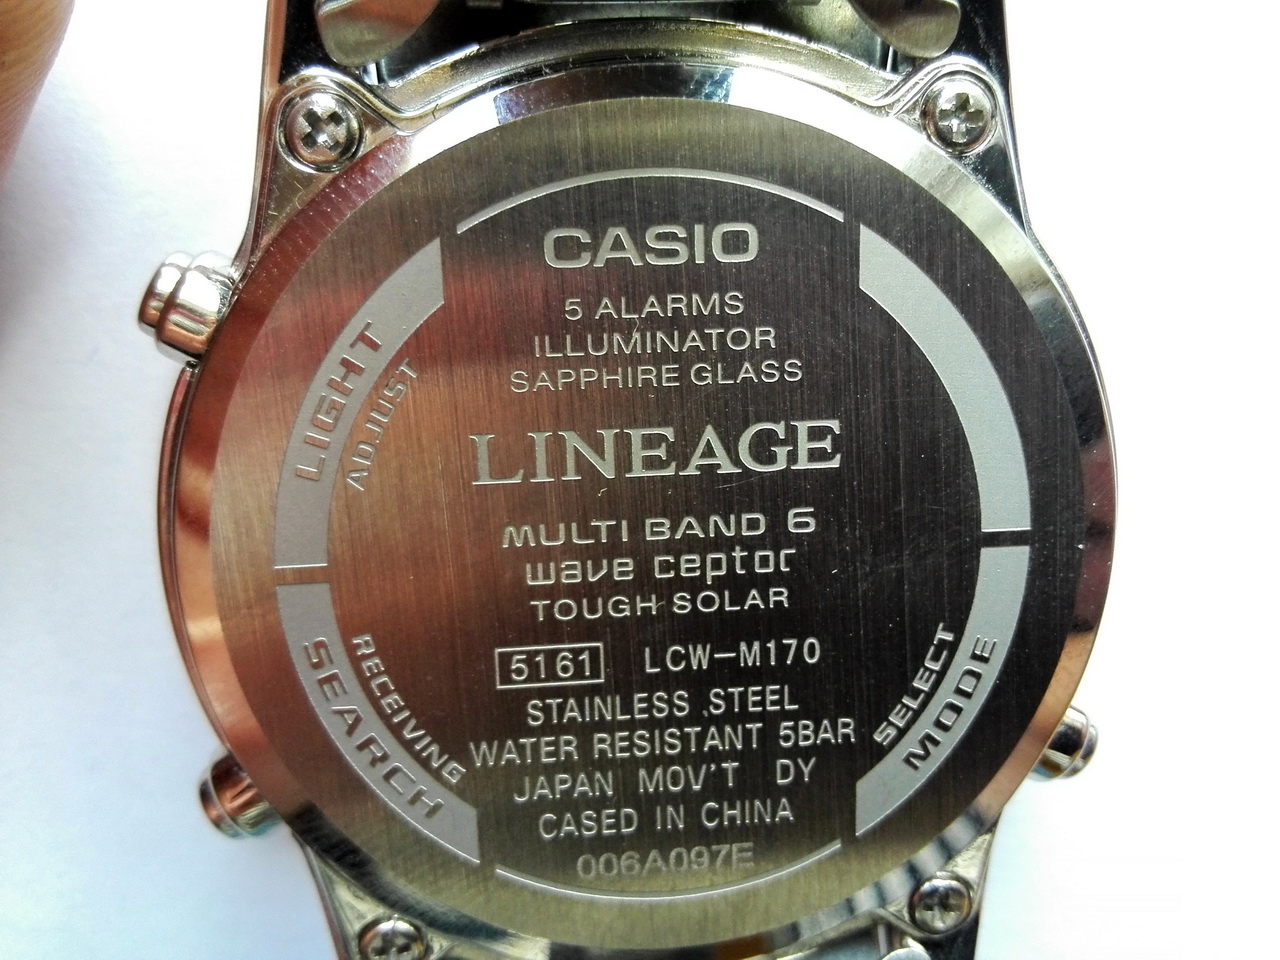 CASIO
5 ALARMS
ILLUMINATOR
SAPPHIRE GLASS
LINEAGE
MULTI BAND 6
wave ceptor
TOUGH SOLAR
5161 LCW-M170
STAINLESS STEEL
WATER RESISTANT 5BAR
JAPAN MOV'T DY
CASED IN CHINA
006A097E
LIGHT
ADJUST
RECEIVING
SEARCH
SELECT
MODE